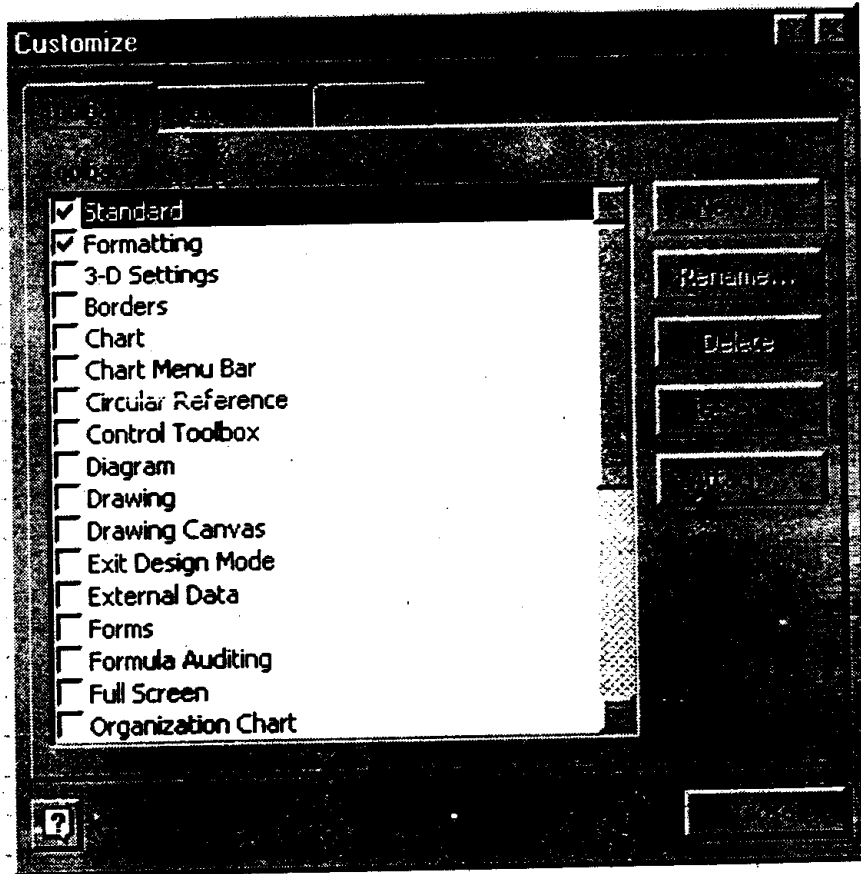 Customize
Standard
Formatting
3-D Settings
Borders
Chart
Chart Menu Bar
Circular Reference
Control Toolbox
Diagram
Drawing
Drawing Canvas
Exit Design Mode
External Data
Forms
Formula Auditing
Full Screen
Organization Chart
Rename...
Delete
?